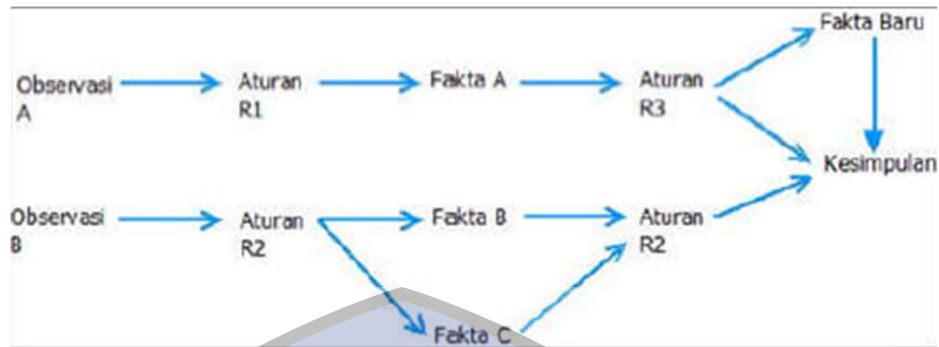 Fakta Baru
Observasi
A
Aturan
R1
Fakta A
Aturan
R3
Kesimpulan
Observasi
B
Aturan
R2
Fakta B
Aturan
R2
Fakta C